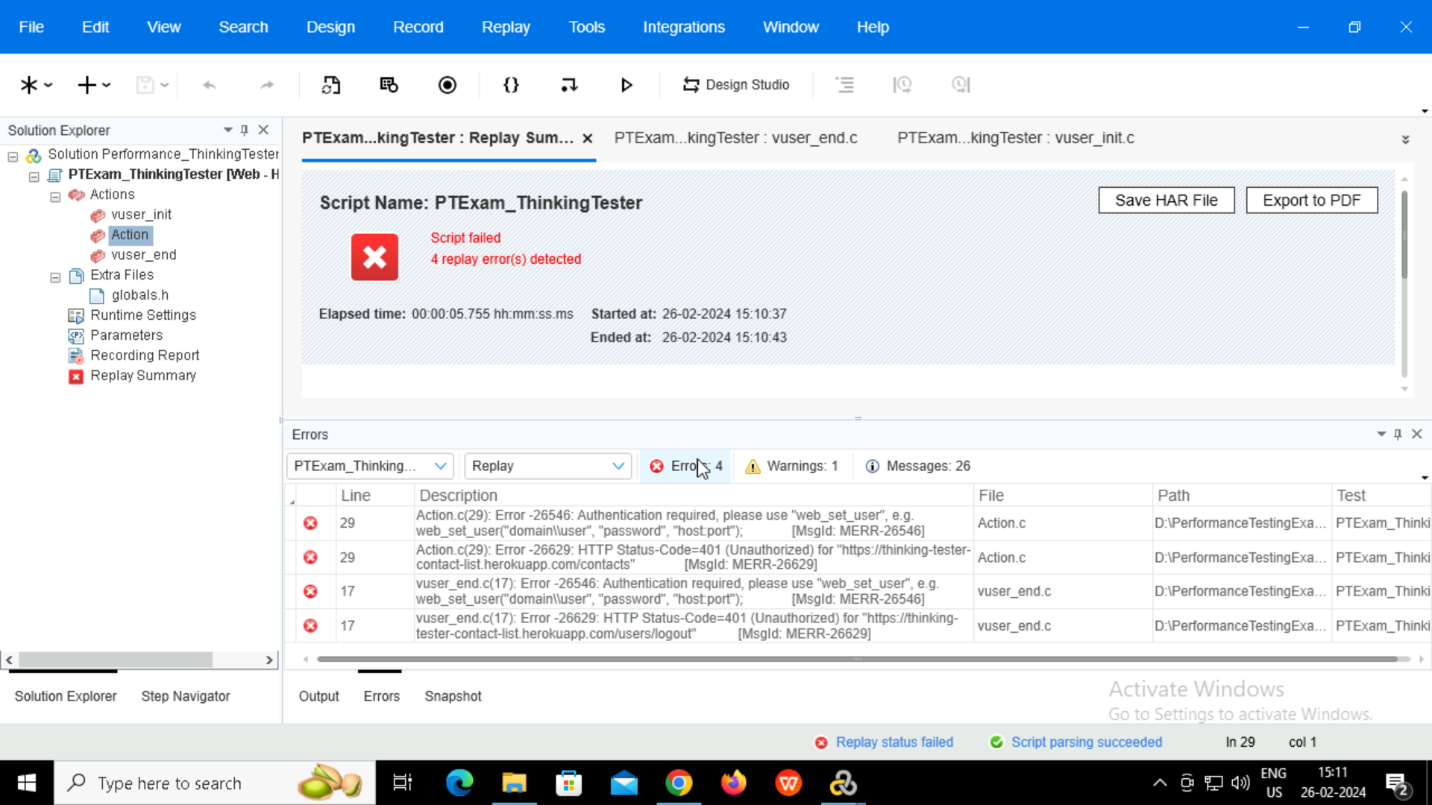 File Edit View Search Design Record Replay Tools Integrations Window Help
{} Design Studio
Solution Explorer
Solution Performance_ThinkingTester
PTExam_ThinkingTester [Web - H
Actions
vuser_init
Action
vuser_end
Extra Files
globals.h
Runtime Settings
Parameters
Recording Report
Replay Summary
Solution Explorer Step Navigator
PTExam...kingTester : Replay Sum... PTExam...kingTester : vuser_end.c PTExam...kingTester : vuser_init.c
Script Name: PTExam_ThinkingTester
Save HAR File Export to PDF
Script failed
4 replay error(s) detected
Elapsed time: 00:00:05.755 hh:mm:ss.ms Started at: 26-02-2024 15:10:37
Ended at: 26-02-2024 15:10:43
Errors
PTExam_Thinking... Replay 4 Warnings: 1 Messages: 26
Line Description File Path Test
29 Action.c(29): Error -26546: Authentication required, please use "web_set_user", e.g. Action.c D:\PerformanceTestingExa... PTExam_Thinki
web_set_user("domain\\user", "password", "host:port"); [MsgId: MERR-26546]
29 Action.c(29): Error -26629: HTTP Status-Code=401 (Unauthorized) for "https://thinking-tester- Action.c D:\PerformanceTestingExa... PTExam_Thinki
contact-list.herokuapp.com/contacts" [MsgId: MERR-26629]
17 vuser_end.c(17): Error -26546: Authentication required, please use "web_set_user", e.g. vuser_end.c D:\PerformanceTestingExa... PTExam_Thinki
web_set_user("domain\\user", "password", "host:port"); [MsgId: MERR-26546]
17 vuser_end.c(17): Error -26629: HTTP Status-Code=401 (Unauthorized) for "https://thinking- vuser_end.c D:\PerformanceTestingExa... PTExam_Thinki
tester-contact-list.herokuapp.com/users/logout" [MsgId: MERR-26629]
Output Errors Snapshot
Activate Windows
Go to Settings to activate Windows.
Replay status failed Script parsing succeeded ln 29 col 1
Type here to search
ENG
US
15:11
26-02-2024
2